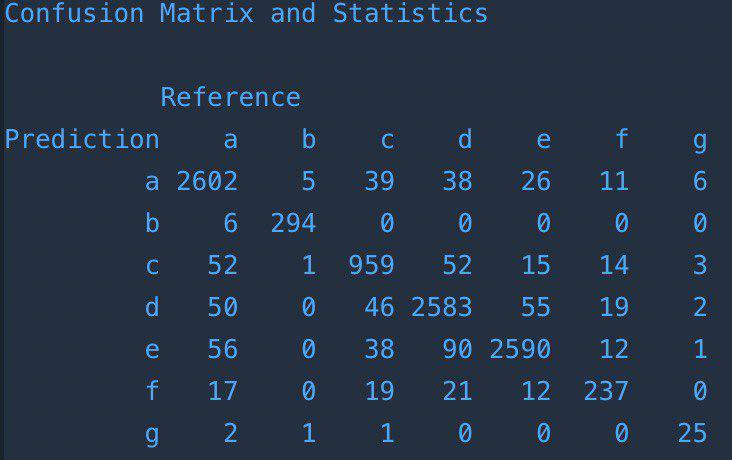 Confusion Matrix and Statistics
Reference
Prediction a b c d e f g
a 2602 5 39 38 26 11 6
b 6 294 0 0 0 0 0
c 52 1 959 52 15 14 3
d 50 0 46 2583 55 19 2
e 56 0 38 90 2590 12 1
f 17 0 19 21 12 237 0
g 2 1 1 0 0 0 25